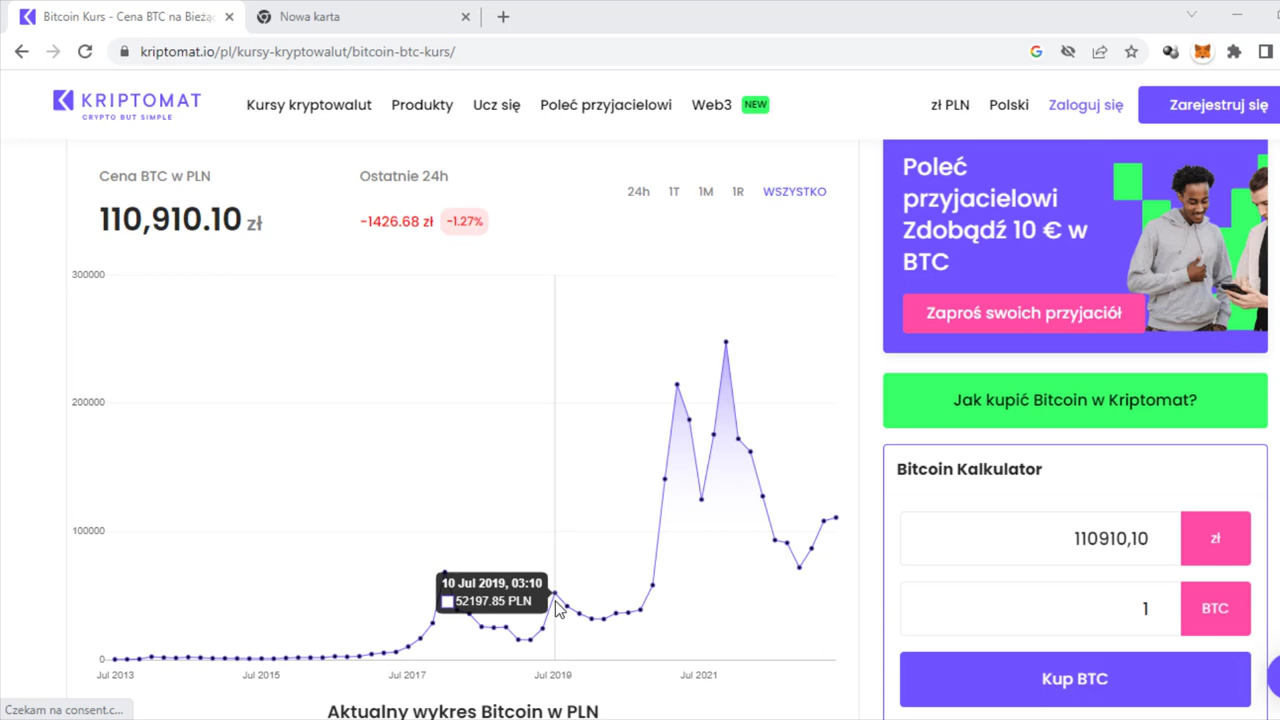 Bitcoin Kurs - Cena BTC na Bieżąc
Nowa karta
kriptomat.io/pl/kursy-kryptowalut/bitcoin-btc-kurs/
KRIPTOMAT
CRYPTO BUT SIMPLE
Kursy kryptowalut
Produkty
Ucz się
Poleć przyjacielowi
Web3 NEW
zł PLN
Polski
Zaloguj się
Zarejestruj się
Cena BTC w PLN
110,910.10 zł
Ostatnie 24h
-1426.68 zł -1.27%
24h 1T 1M 1R WSZYSTKO
300000
200000
100000
0
10 Jul 2019, 03:10
52197.85 PLN
Jul 2013 Jul 2015 Jul 2017 Jul 2019 Jul 2021
Aktualny wykres Bitcoin w PLN
Czekam na consent.c...
Poleć
przyjacielowi
Zdobądź 10 € w
BTC
Zaproś swoich przyjaciół
Jak kupić Bitcoin w Kriptomat?
Bitcoin Kalkulator
110910,10 zł
1 BTC
Kup BTC